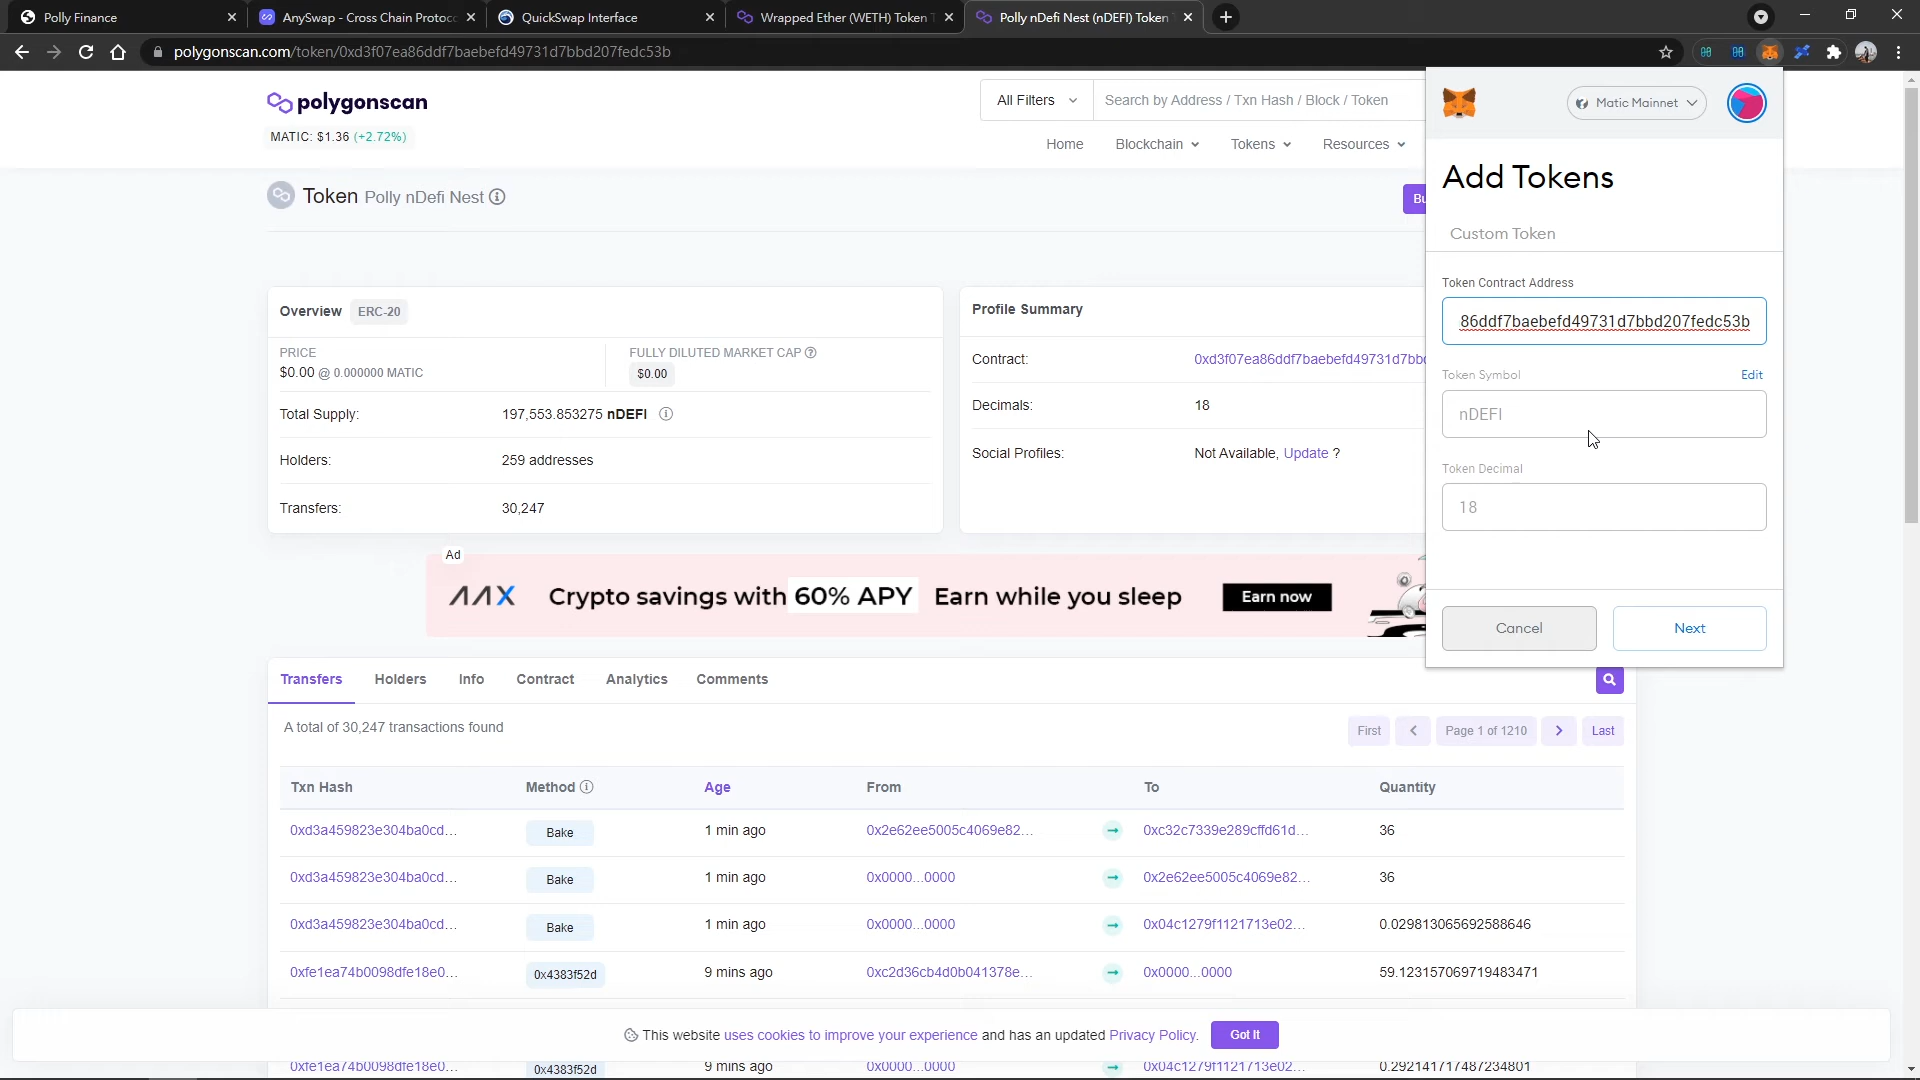 Polly Finance
AnySwap - Cross Chain Protoco
QuickSwap Interface
Wrapped Ether (WETH) Token T
Polly nDefi Nest (nDEFI) Token
polygonscan.com/token/0xd3f07ea86ddf7baebefd49731d7bbd207fedc53b
polygonscan
MATIC: $1.36 (+2.72%)
All Filters
Search by Address / Txn Hash / Block / Token
Home
Blockchain
Tokens
Resources
Token Polly nDefi Nest
Bu
Overview
ERC-20
PRICE
$0.00 @ 0.000000 MATIC
FULLY DILUTED MARKET CAP
$0.00
Total Supply:
197,553.853275 nDEFI
Holders:
259 addresses
Transfers:
30,247
Profile Summary
Contract:
0xd3f07ea86ddf7baebefd49731d7bb
Decimals:
18
Social Profiles:
Not Available, Update ?
Matic Mainnet
Add Tokens
Custom Token
Token Contract Address
86ddf7baebefd49731d7bbd207fedc53b
Token Symbol
Edit
nDEFI
Token Decimal
18
Cancel
Next
Ad
AAX
Crypto savings with 60% APY Earn while you sleep
Earn now
Transfers
Holders
Info
Contract
Analytics
Comments
A total of 30,247 transactions found
First
Page 1 of 1210
Last
Txn Hash
Method
Age
From
To
Quantity
0xd3a459823e304ba0cd...
Bake
1 min ago
0x2e62ee5005c4069e82...
0xc32c7339e289cffd61d...
36
0xd3a459823e304ba0cd...
Bake
1 min ago
0x0000...0000
0x2e62ee5005c4069e82...
36
0xd3a459823e304ba0cd...
Bake
1 min ago
0x0000...0000
0x04c1279f1121713e02...
0.029813065692588646
0xfe1ea74b0098dfe18e0...
0x4383f52d
9 mins ago
0xc2d36cb4d0b041378e...
0x0000...0000
59.123157069719483471
This website uses cookies to improve your experience and has an updated Privacy Policy.
Got It
0xfe1ea74b0098dfe18e0...
0x4383f52d
9 mins ago
0x0000...0000
0x04c1279f1121713e02...
0.292141717487234801